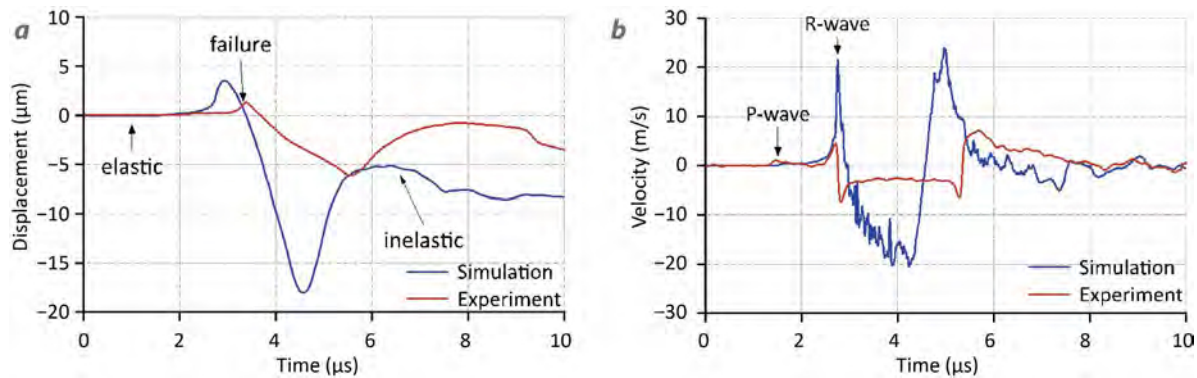 a
10
5
0
−5
−10
−15
−20
Displacement (µm)
failure
elastic
inelastic
Simulation
Experiment
0 2 4 6 8 10
Time (µs)
b
30
20
10
0
−10
−20
−30
Velocity (m/s)
R-wave
P-wave
Simulation
Experiment
0 2 4 6 8 10
Time (µs)